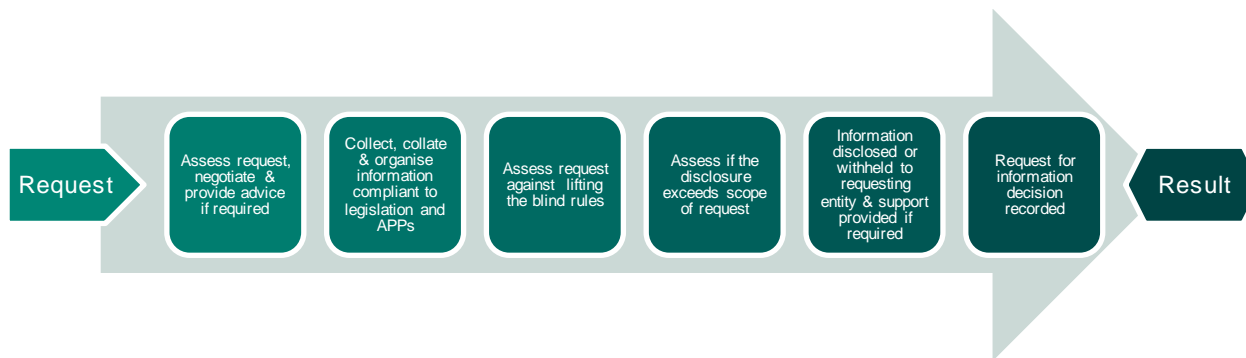 Request
Assess request,
negotiate &
provide advice
if required
Collect, collate
& organise
information
compliant to
legislation and
APPs
Assess request
against lifting
the blind rules
Assess if the
disclosure
exceeds scope
of request
Information
disclosed or
withheld to
requesting
entity & support
provided if
required
Request for
information
decision
recorded
Result